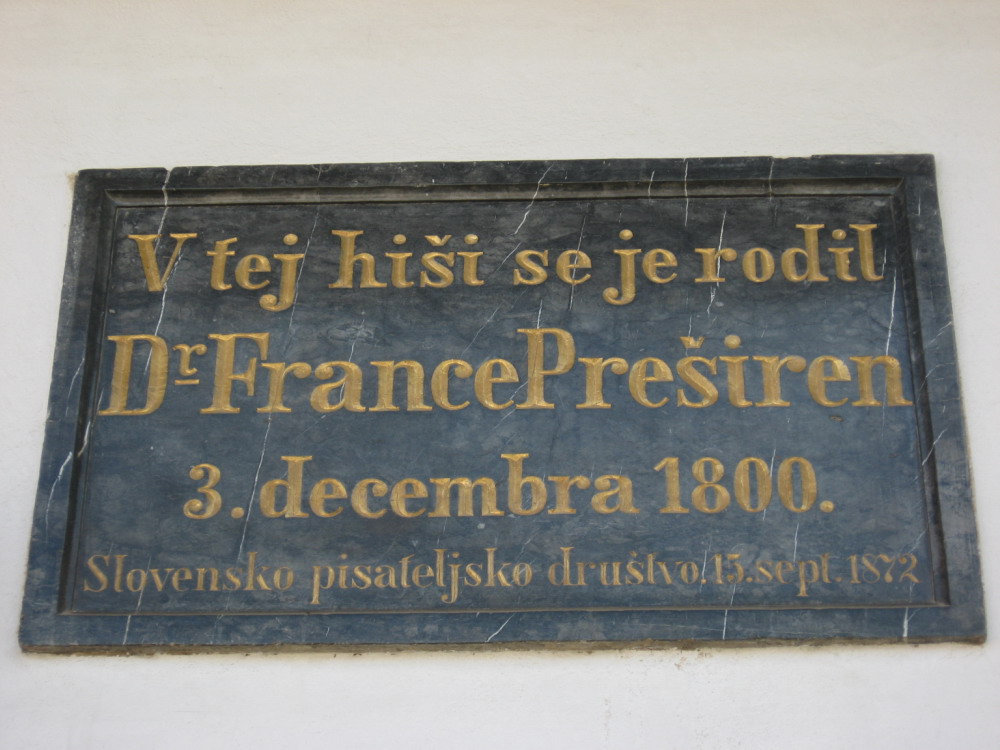 V tej hiši se je rodil
Dr France Preširen
3. decembra 1800.
Slovensko pisateljsko društvo. 15. sept. 1872